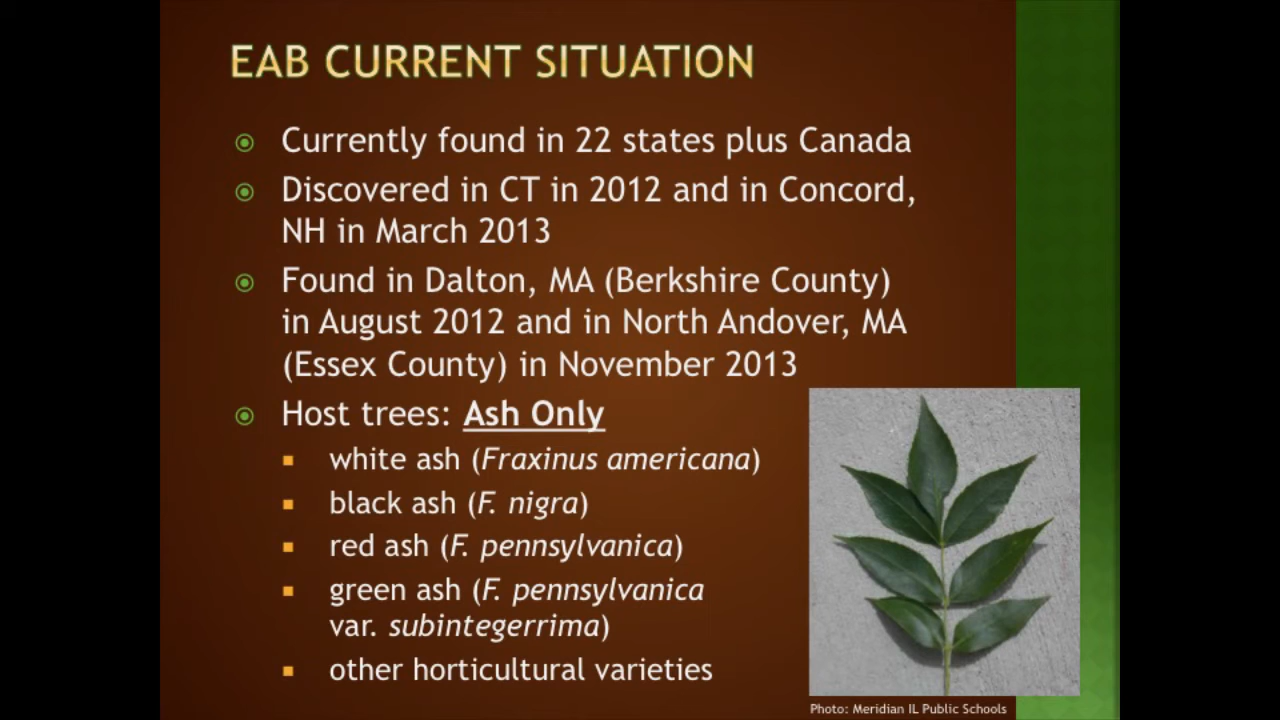 EAB CURRENT SITUATION
Currently found in 22 states plus Canada
Discovered in CT in 2012 and in Concord,
NH in March 2013
Found in Dalton, MA (Berkshire County)
in August 2012 and in North Andover, MA
(Essex County) in November 2013
Host trees: Ash Only
white ash (Fraxinus americana)
black ash (F. nigra)
red ash (F. pennsylvanica)
green ash (F. pennsylvanica
var. subintegerrima)
other horticultural varieties
Photo: Meridian IL Public Schools